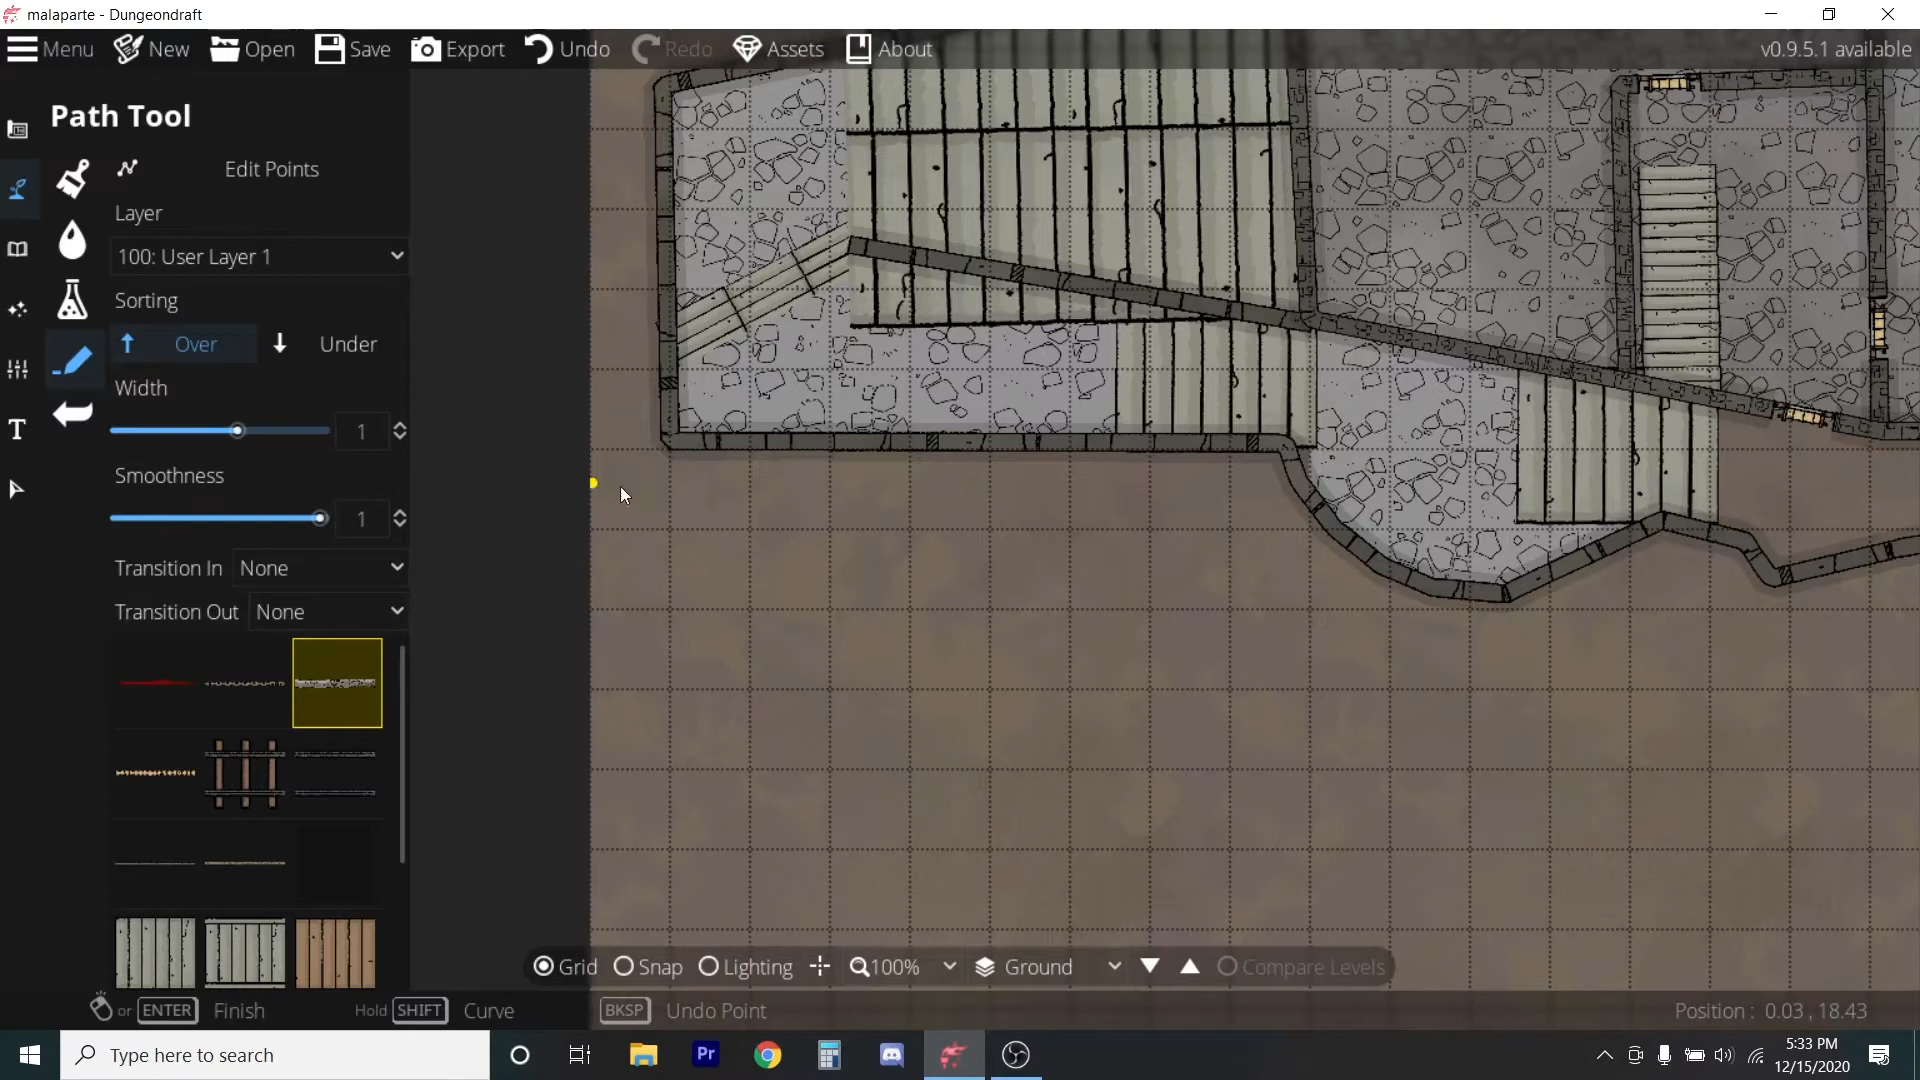 malaparte - Dungeondraft
Menu New Open Save Export Undo Redo Assets About v0.9.5.1 available
Path Tool
Edit Points
Layer
100: User Layer 1
Sorting
Over Under
Width
1
Smoothness
1
Transition In None
Transition Out None
Grid Snap Lighting 100% Ground Compare Levels
or ENTER Finish Hold SHIFT Curve BKSP Undo Point Position : 0.03 , 18.43
T
Type here to search
Pr
5:33 PM
12/15/2020